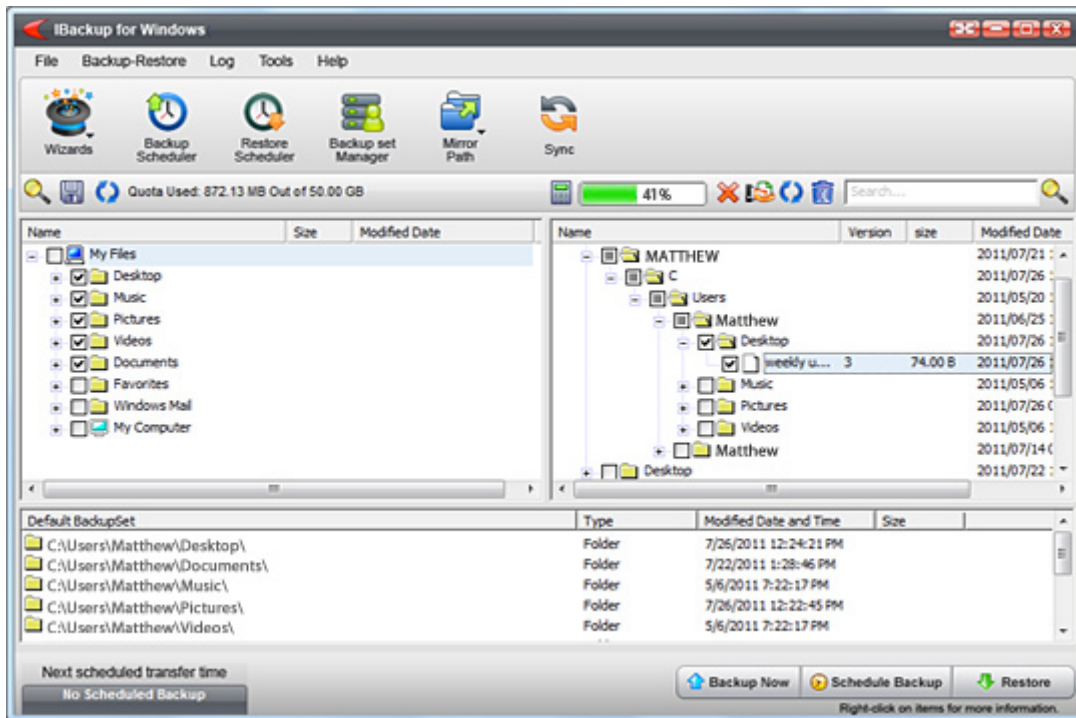 IBackup for Windows
File Backup-Restore Log Tools Help
Wizards Backup Scheduler Restore Scheduler Backup set Manager Mirror Path Sync
Quota Used: 872.13 MB Out of 50.00 GB 41% Search...
Name Size Modified Date Name Version size Modified Date
My Files
Desktop
Music
Pictures
Videos
Documents
Favorites
Windows Mail
My Computer
MATTHEW 2011/07/21
C 2011/07/26
Users 2011/05/20
Matthew 2011/06/25
Desktop 2011/07/26
weekly u... 3 74.00 B 2011/07/26
Music 2011/05/06
Pictures 2011/07/26
Videos 2011/05/06
Matthew 2011/07/14
Desktop 2011/07/22
Default BackupSet Type Modified Date and Time Size
C:\Users\Matthew\Desktop\ Folder 7/26/2011 12:24:21 PM
C:\Users\Matthew\Documents\ Folder 7/22/2011 1:28:46 PM
C:\Users\Matthew\Music\ Folder 5/6/2011 7:22:17 PM
C:\Users\Matthew\Pictures\ Folder 7/26/2011 12:22:45 PM
C:\Users\Matthew\Videos\ Folder 5/6/2011 7:22:17 PM
Next scheduled transfer time
No Scheduled Backup
Backup Now Schedule Backup Restore
Right-click on items for more information.